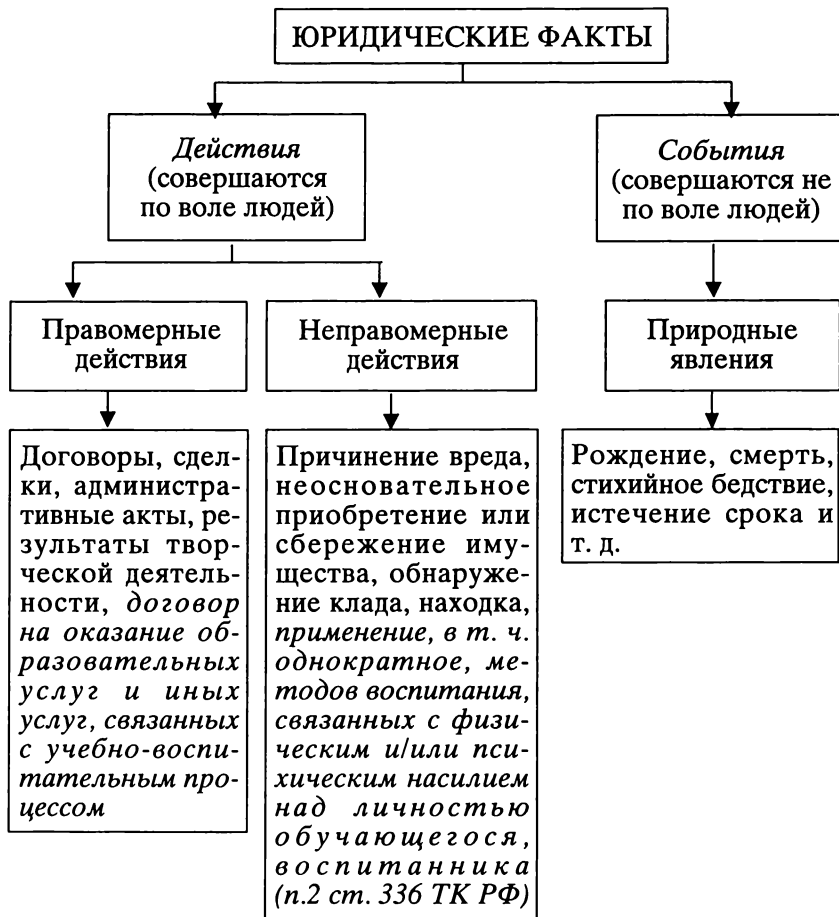 ЮРИДИЧЕСКИЕ ФАКТЫ
Действия
(совершаются
по воле людей)
События
(совершаются не
по воле людей)
Правомерные
действия
Неправомерные
действия
Природные
явления
Договоры, сдел-
ки, администра-
тивные акты, ре-
зультаты твор-
ческой деятель-
ности, договор
на оказание об-
разовательных
услуг и иных
услуг, связанных
с учебно-воспи-
тательным про-
цессом
Причинение вреда,
неосновательное
приобретение или
сбережение иму-
щества, обнаруже-
ние клада, находка,
применение, в т. ч.
однократное, ме-
тодов воспитания,
связанных с физи-
ческим и/или пси-
хическим насилием
над личностью
обучающегося,
воспитанника
(п.2 ст. 336 ТК РФ)
Рождение, смерть,
стихийное бедствие,
истечение срока и
т. д.